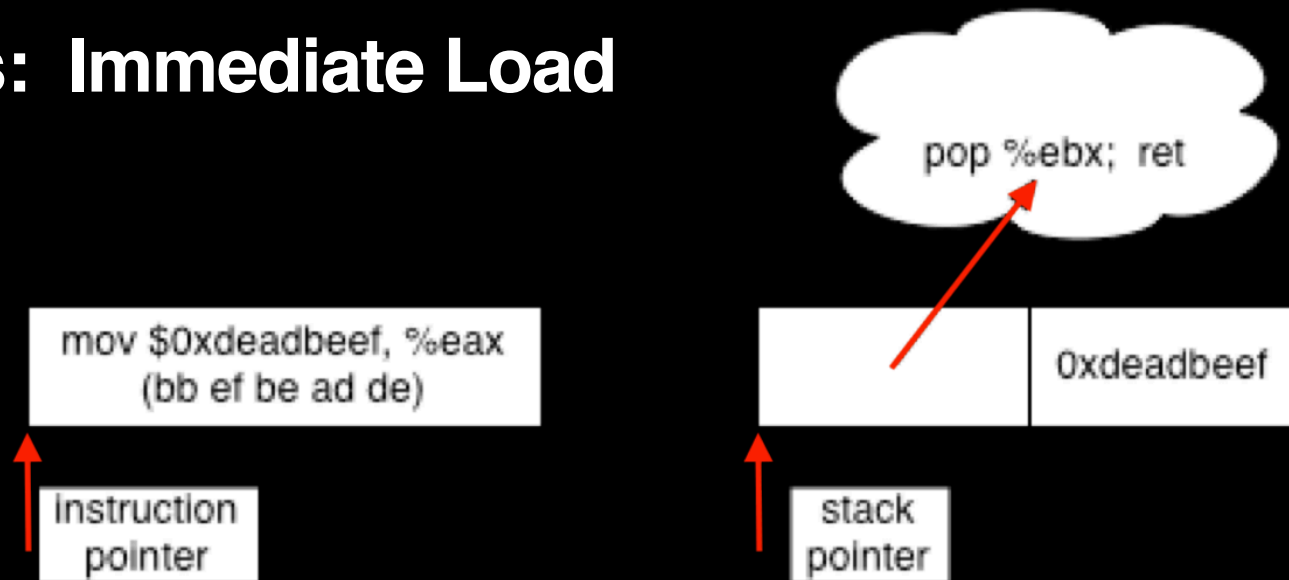 s: Immediate Load
pop %ebx; ret
mov $0xdeadbeef, %eax
(bb ef be ad de)
0xdeadbeef
instruction
pointer
stack
pointer